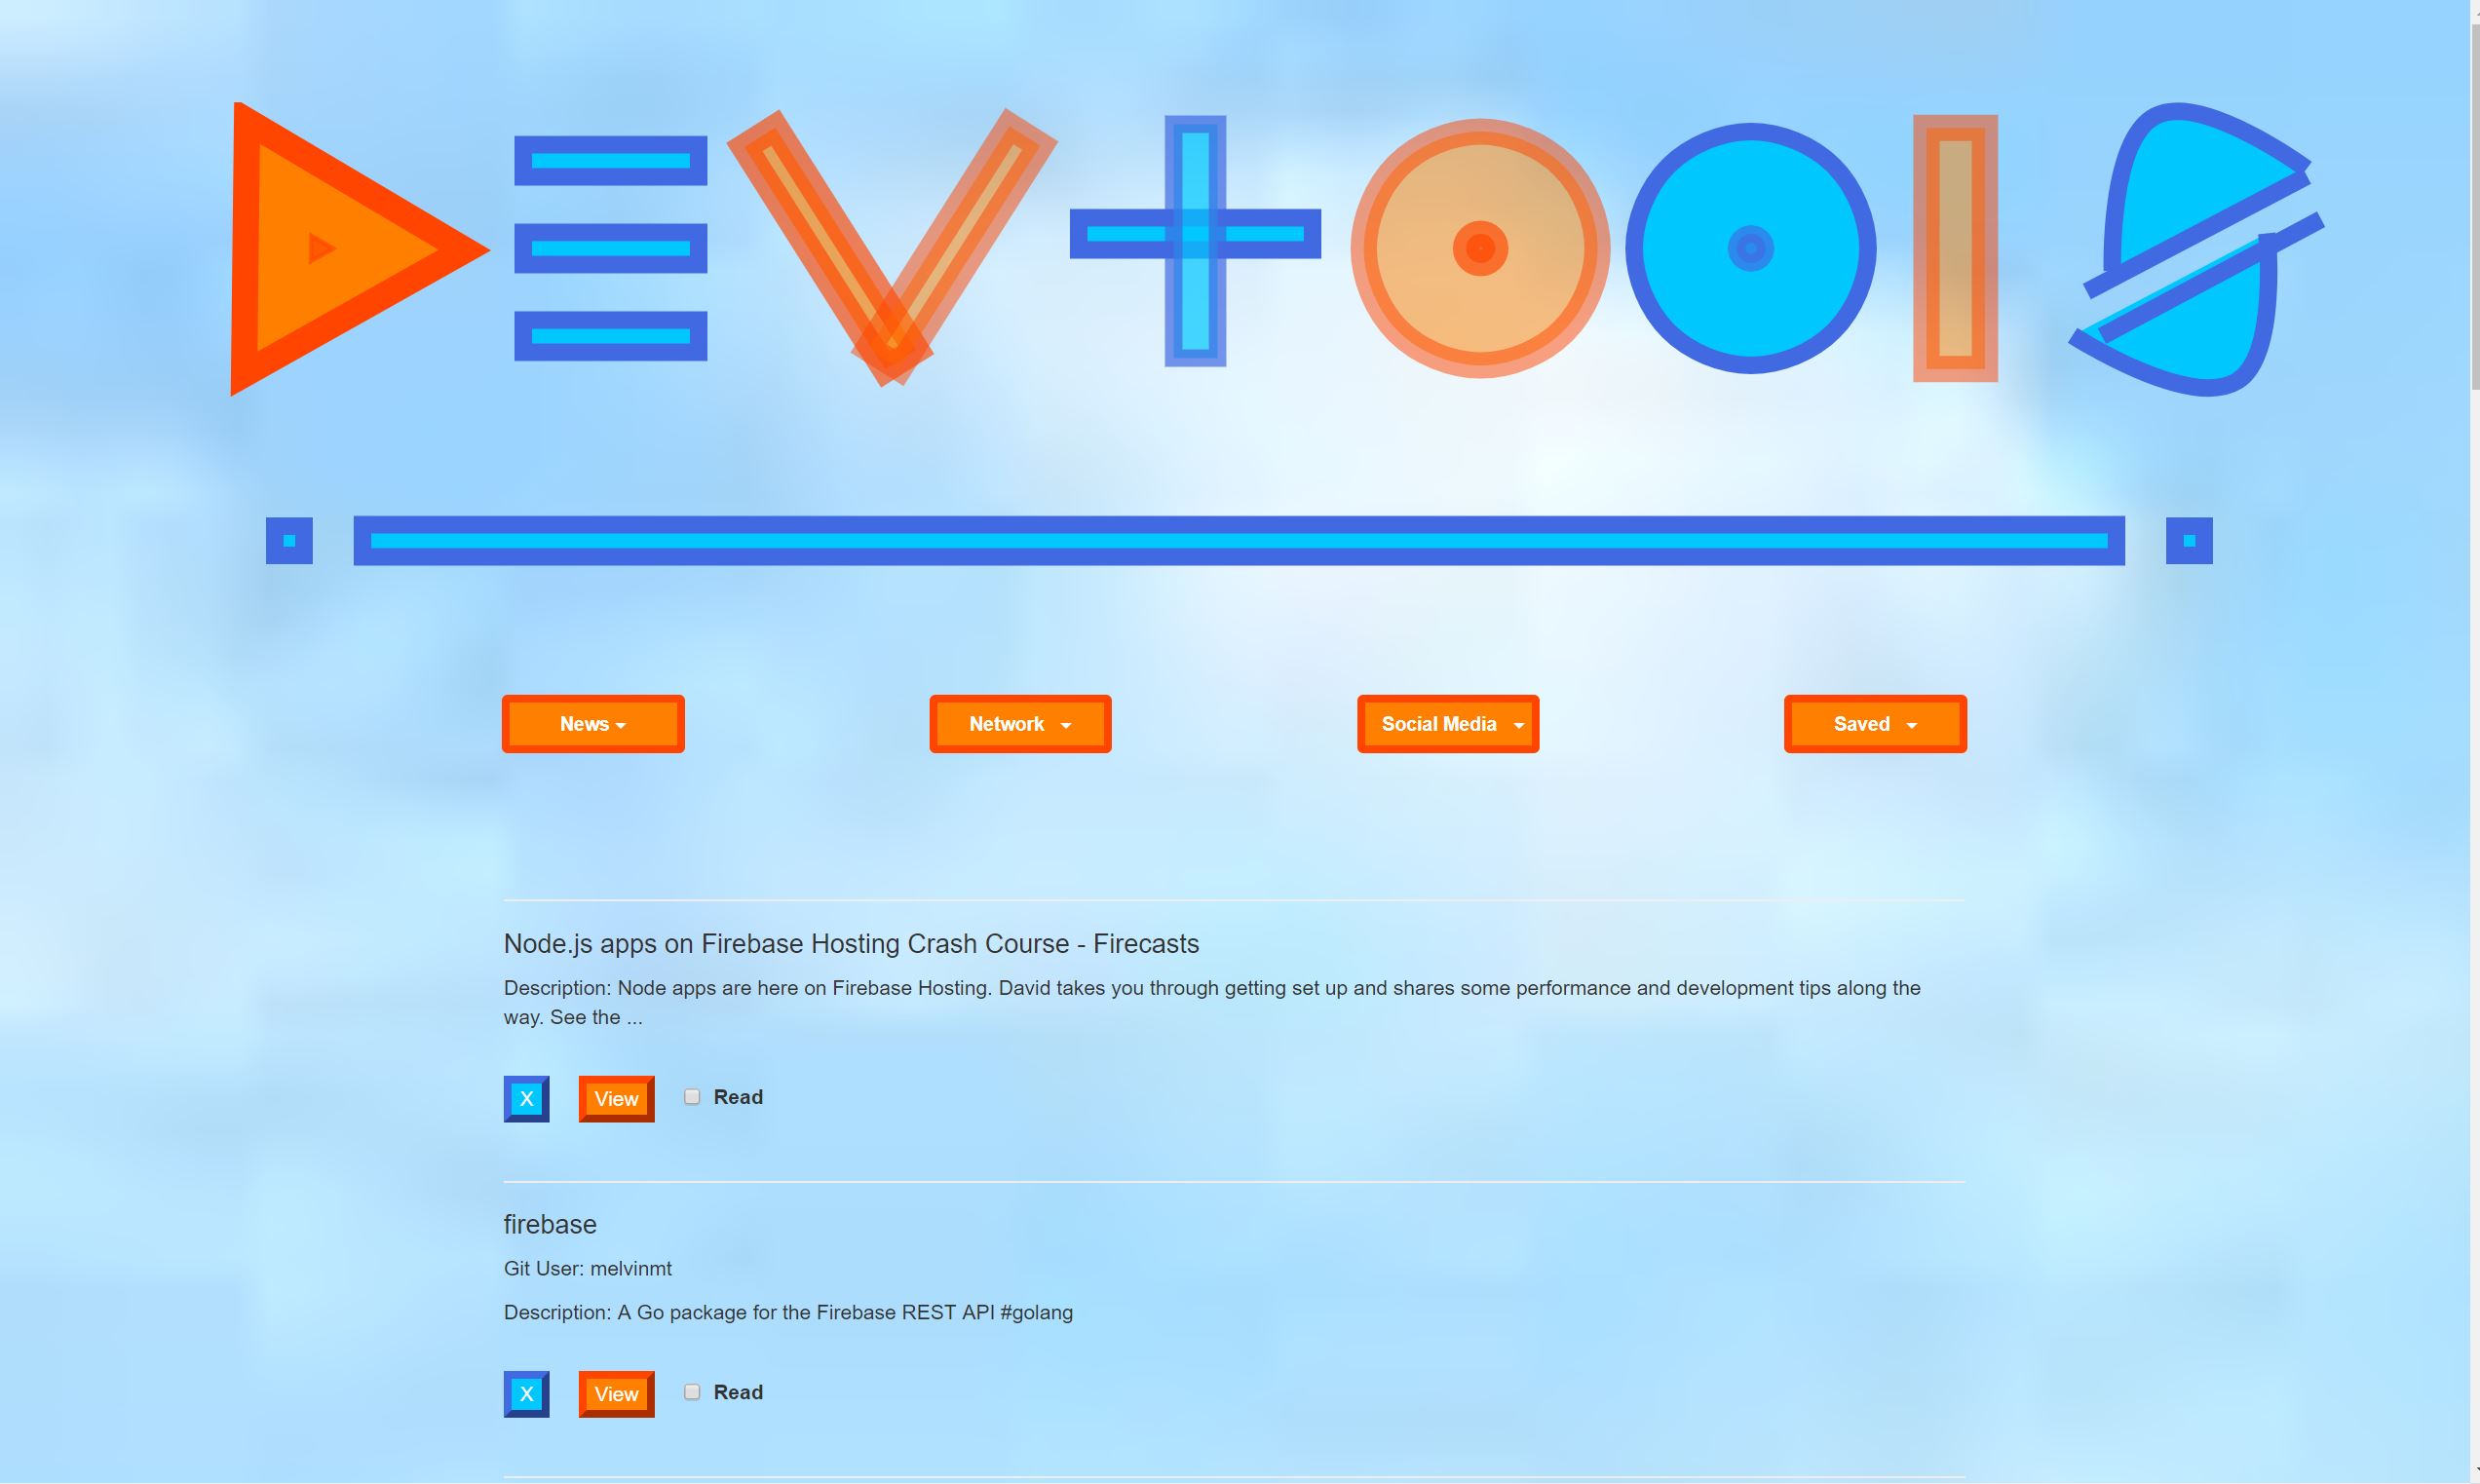 DEVTOOlS
News
Network
Social Media
Saved
Node.js apps on Firebase Hosting Crash Course - Firecasts
Description: Node apps are here on Firebase Hosting. David takes you through getting set up and shares some performance and development tips along the
way. See the ...
X View Read
firebase
Git User: melvinmt
Description: A Go package for the Firebase REST API #golang
X View Read